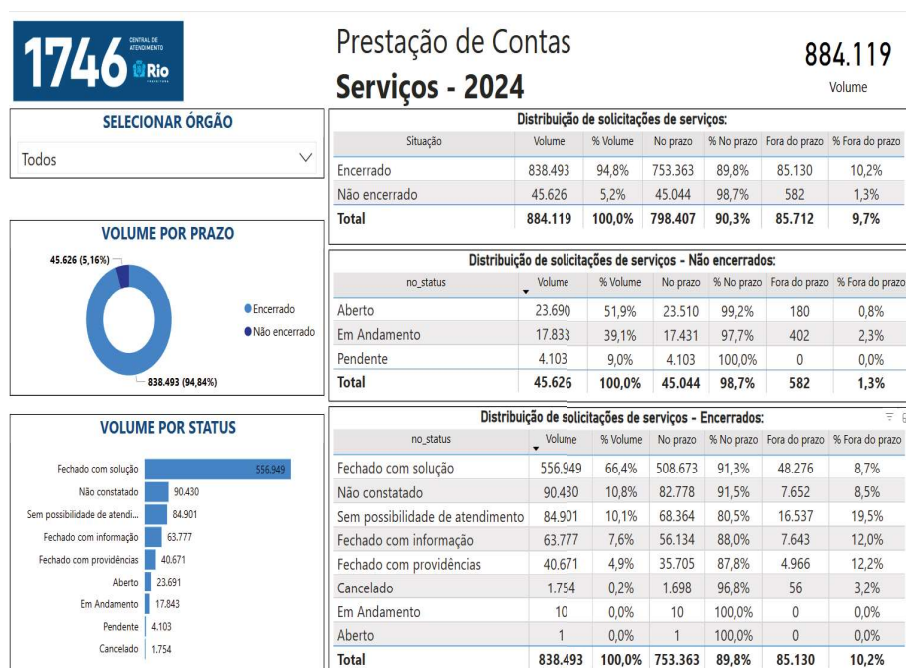 1746
CENTRAL DE
ATENDIMENTO
Rio
PREFEITURA
Prestação de Contas
Serviços - 2024
884.119
Volume
SELECIONAR ÓRGÃO
Todos
Distribuição de solicitações de serviços:
Situação Volume % Volume No prazo % No prazo Fora do prazo % Fora do prazo
Encerrado 838.493 94,8% 753.363 89,8% 85.130 10,2%
Não encerrado 45.626 5,2% 45.044 98,7% 582 1,3%
Total 884.119 100,0% 798.407 90,3% 85.712 9,7%
VOLUME POR PRAZO
45.626 (5,16%)
Encerrado
Não encerrado
838.493 (94,84%)
Distribuição de solicitações de serviços - Não encerrados:
no_status Volume % Volume No prazo % No prazo Fora do prazo % Fora do prazo
Aberto 23.690 51,9% 23.510 99,2% 180 0,8%
Em Andamento 17.833 39,1% 17.431 97,7% 402 2,3%
Pendente 4.103 9,0% 4.103 100,0% 0 0,0%
Total 45.626 100,0% 45.044 98,7% 582 1,3%
VOLUME POR STATUS
Fechado com solução 556.949
Não constatado 90.430
Sem possibilidade de atendi... 84.901
Fechado com informação 63.777
Fechado com providências 40.671
Aberto 23.691
Em Andamento 17.843
Pendente 4.103
Cancelado 1.754
Distribuição de solicitações de serviços - Encerrados:
no_status Volume % Volume No prazo % No prazo Fora do prazo % Fora do prazo
Fechado com solução 556.949 66,4% 508.673 91,3% 48.276 8,7%
Não constatado 90.430 10,8% 82.778 91,5% 7.652 8,5%
Sem possibilidade de atendimento 84.901 10,1% 68.364 80,5% 16.537 19,5%
Fechado com informação 63.777 7,6% 56.134 88,0% 7.643 12,0%
Fechado com providências 40.671 4,9% 35.705 87,8% 4.966 12,2%
Cancelado 1.754 0,2% 1.698 96,8% 56 3,2%
Em Andamento 10 0,0% 10 100,0% 0 0,0%
Aberto 1 0,0% 1 100,0% 0 0,0%
Total 838.493 100,0% 753.363 89,8% 85.130 10,2%